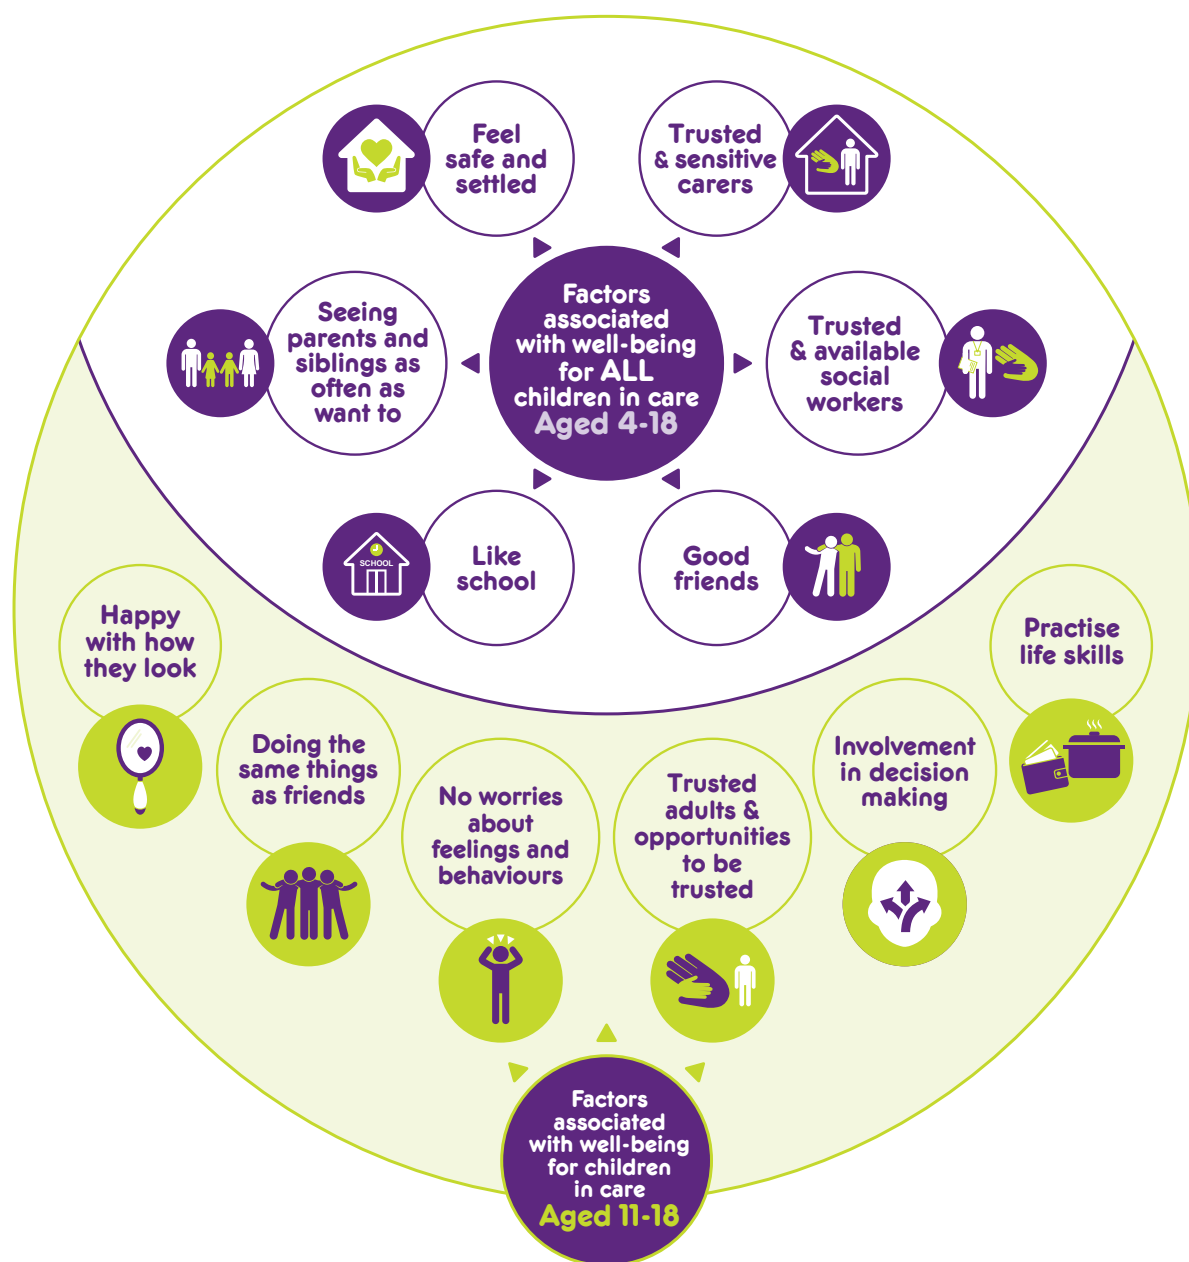 Feel
safe and
settled
Trusted
& sensitive
carers
Seeing
parents and
siblings as
often as
want to
Factors
associated
with well-being
for ALL
children in care
Aged 4-18
Trusted
& available
social
workers
SCHOOL
Like
school
Good
friends
Happy
with how
they look
Doing the
same things
as friends
No worries
about
feelings and
behaviours
Trusted
adults &
opportunities
to be
trusted
Involvement
in decision
making
Practise
life skills
Factors
associated
with well-being
for children
in care
Aged 11-18